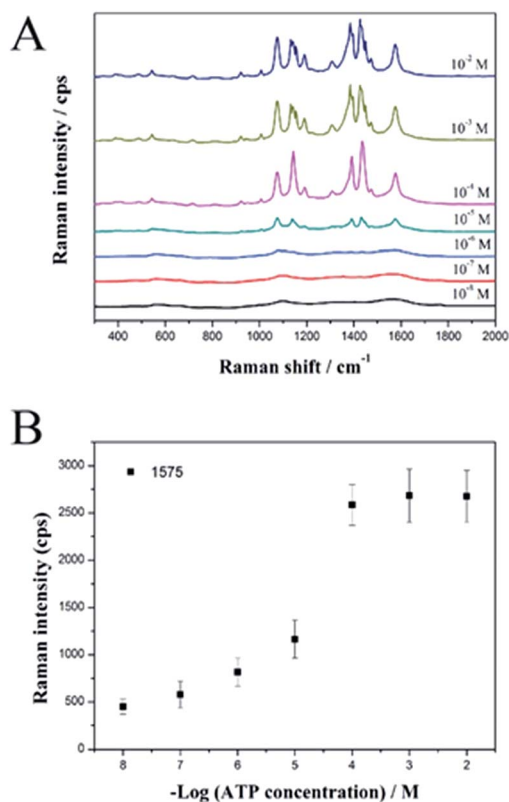 A
Raman intensity / cps
10⁻² M
10⁻³ M
10⁻⁴ M
10⁻⁵ M
10⁻⁶ M
10⁻⁷ M
10⁻⁸ M
400 600 800 1000 1200 1400 1600 1800 2000
Raman shift / cm⁻¹
B
Raman intensity (cps)
3000
2500
2000
1500
1000
500
0
1575
8 7 6 5 4 3 2
-Log (ATP concentration) / M